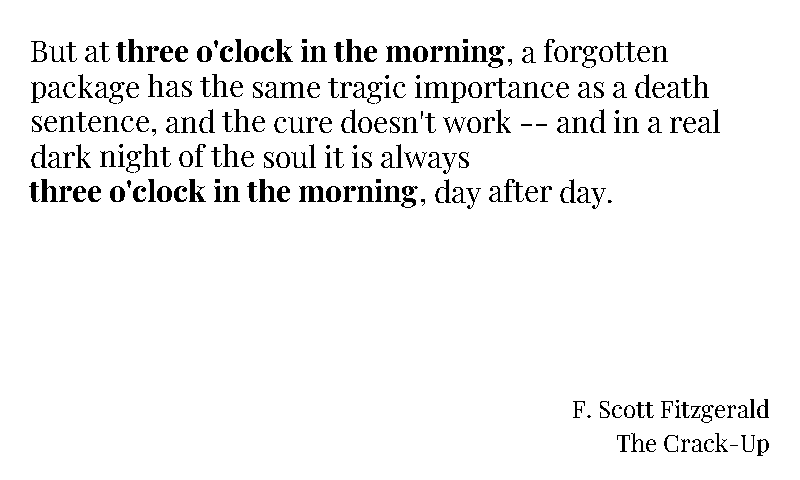 But at three o'clock in the morning, a forgotten
package has the same tragic importance as a death
sentence, and the cure doesn't work -- and in a real
dark night of the soul it is always
three o'clock in the morning, day after day.
F. Scott Fitzgerald
The Crack-Up